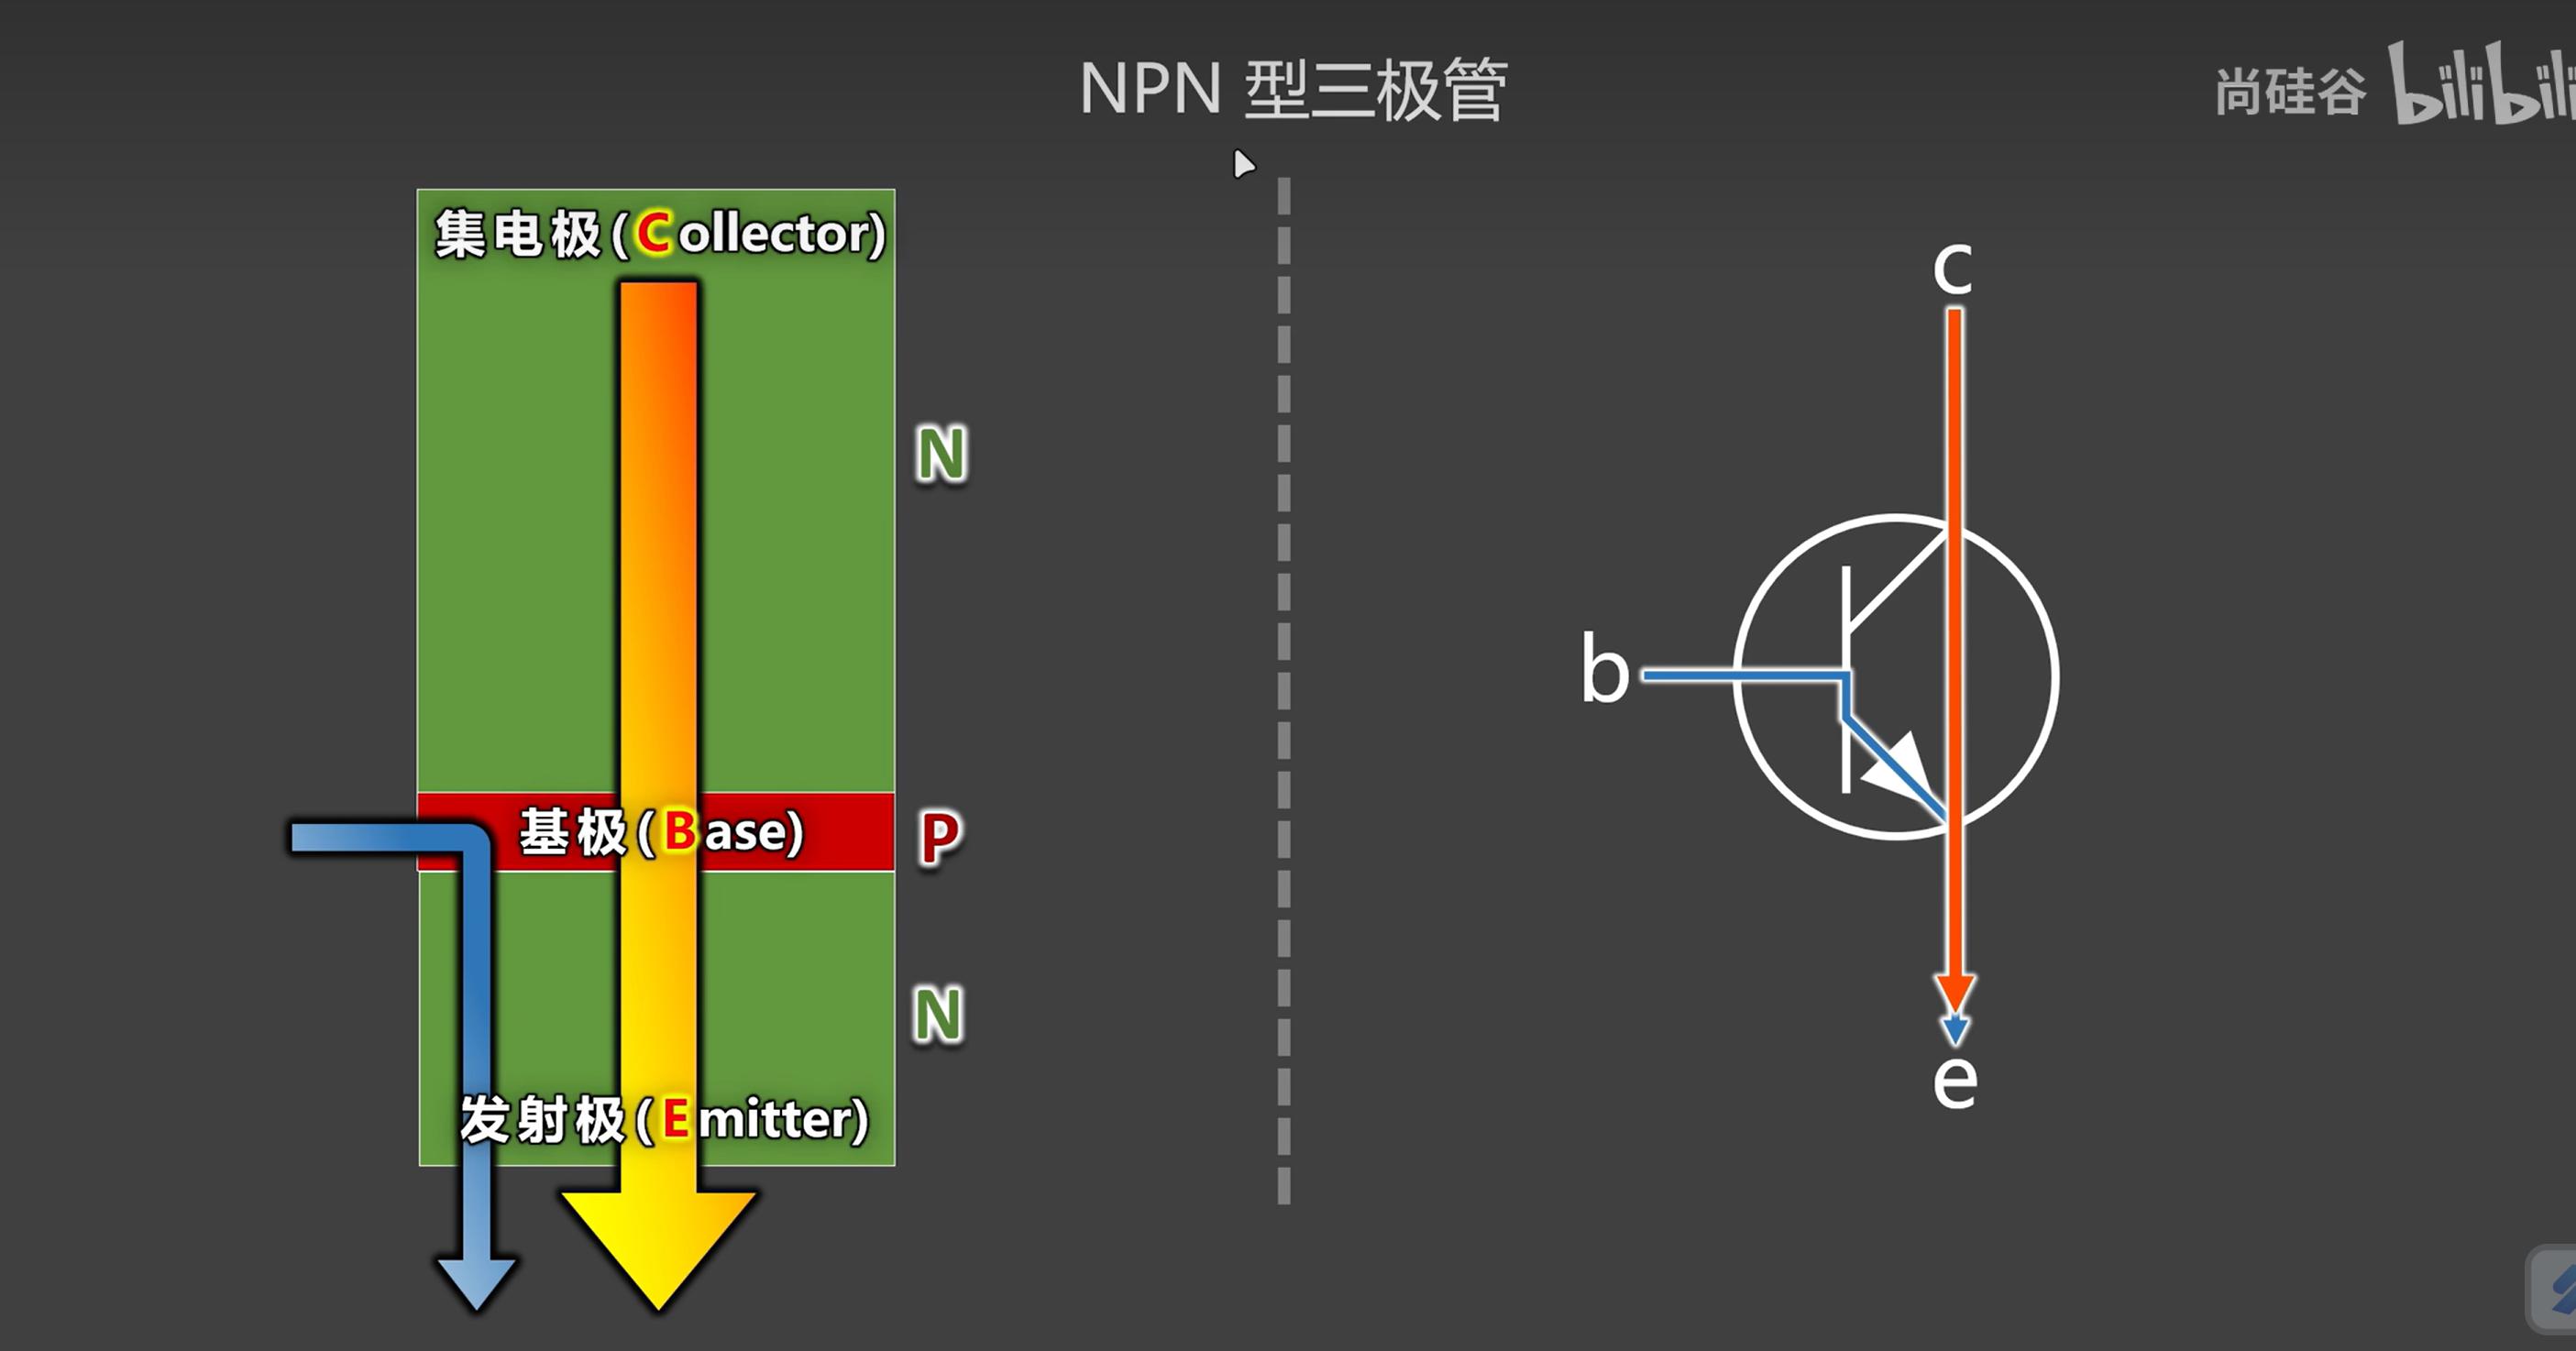 NPN 型三极管
尚硅谷 bilibili
集电极(Collector)
N
基极(Base)
P
N
发射极(Emitter)
c
b
e